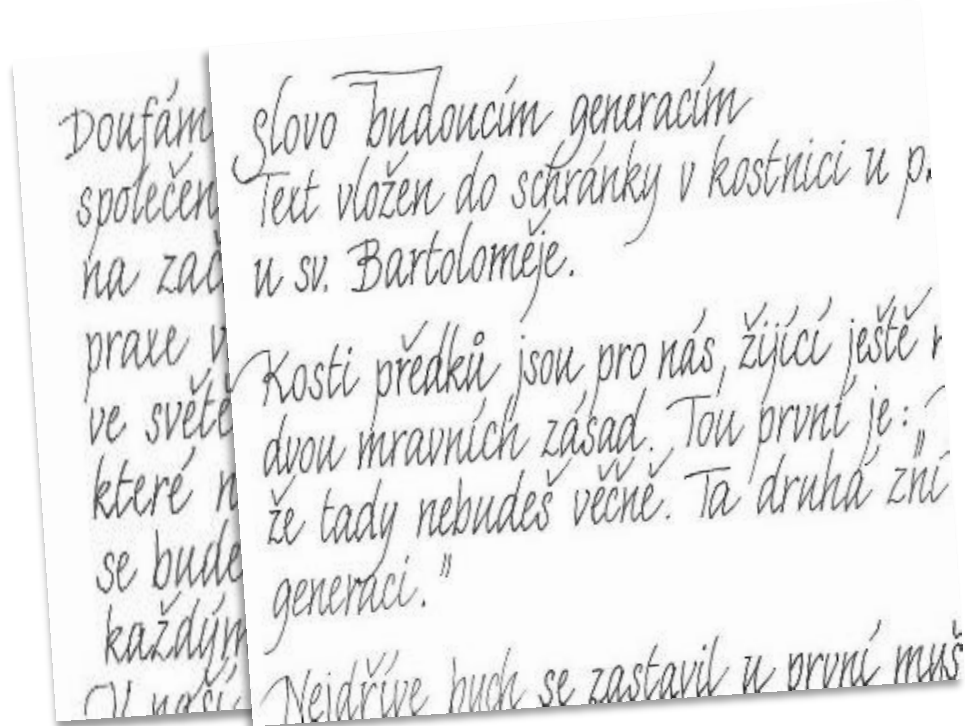 Slovo budoucím generacím
Text vložen do schránky v kostnici u p.
u sv. Bartoloměje.
Kosti předků jsou pro nás, žijící ještě n
dvou mravních zásad. Tou první je: „
že tady nebudeš věčně. Ta druhá zní
generaci."
Nejdříve bych se zastavil u první muš
Doufám
společen
na zač
praxe v
ve světě
které n
se bude
každým
V naší